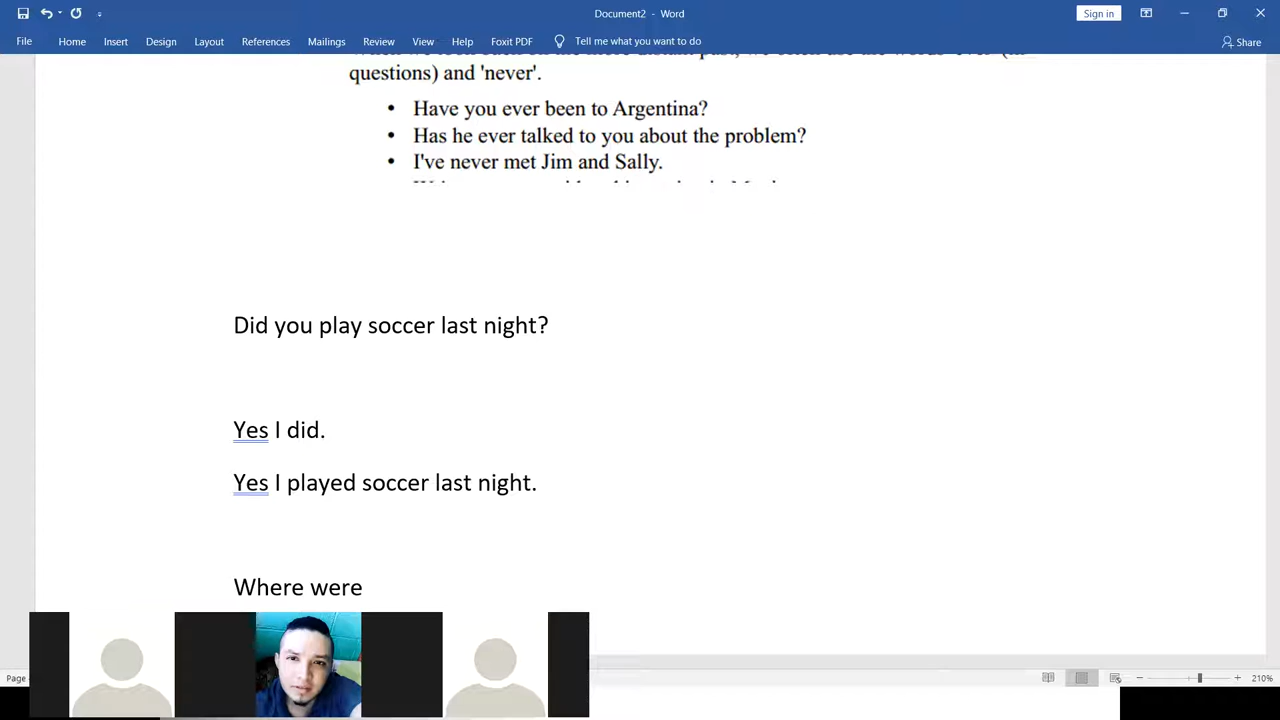 Document2 - Word
Sign in
File Home Insert Design Layout References Mailings Review View Help Foxit PDF Tell me what you want to do Share
questions) and 'never'.
• Have you ever been to Argentina?
• Has he ever talked to you about the problem?
• I've never met Jim and Sally.
Did you play soccer last night?
Yes I did.
Yes I played soccer last night.
Where were
Page
210%